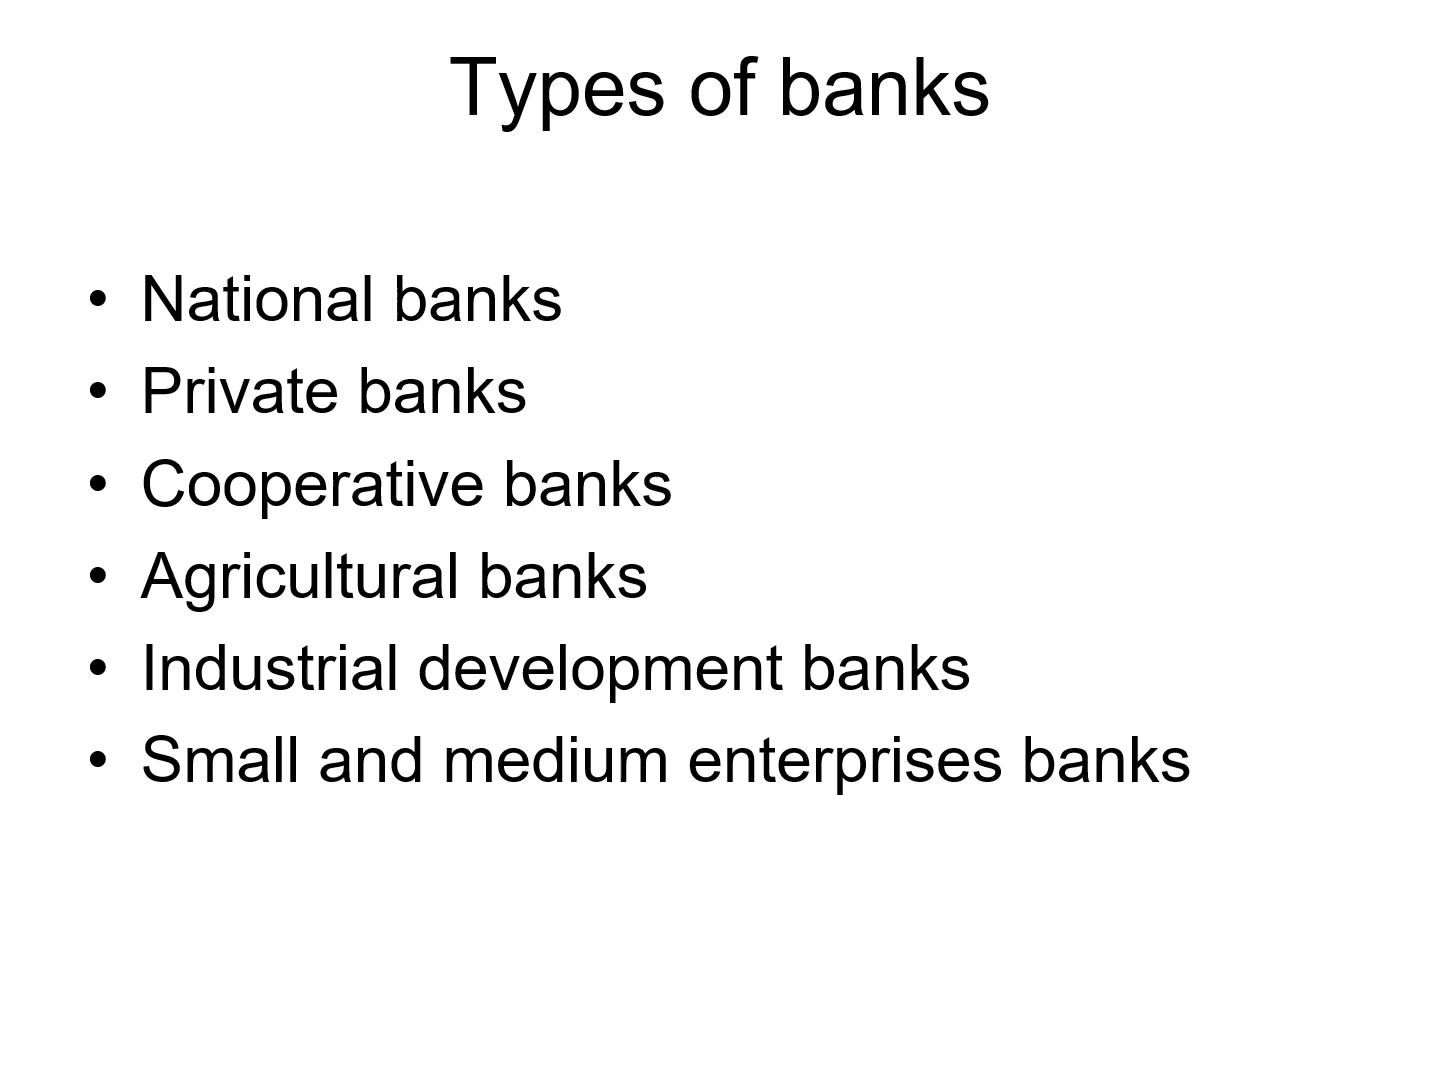 Types of banks
• National banks
• Private banks
• Cooperative banks
• Agricultural banks
• Industrial development banks
• Small and medium enterprises banks